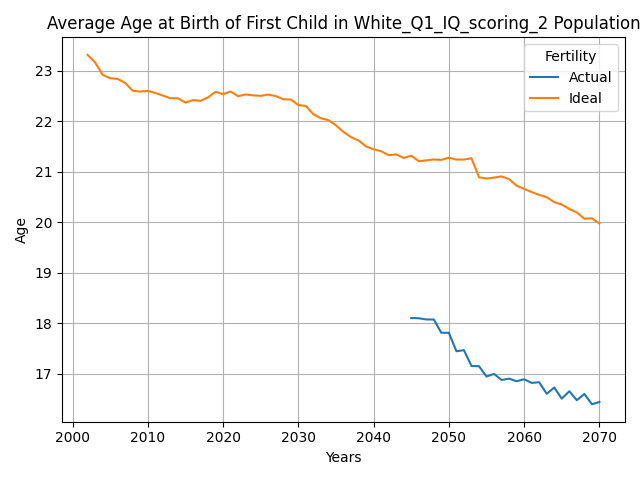 Average Age at Birth of First Child in White_Q1_IQ_scoring_2 Population
Fertility
Actual
Ideal
Age
23
22
21
20
19
18
17
2000 2010 2020 2030 2040 2050 2060 2070
Years